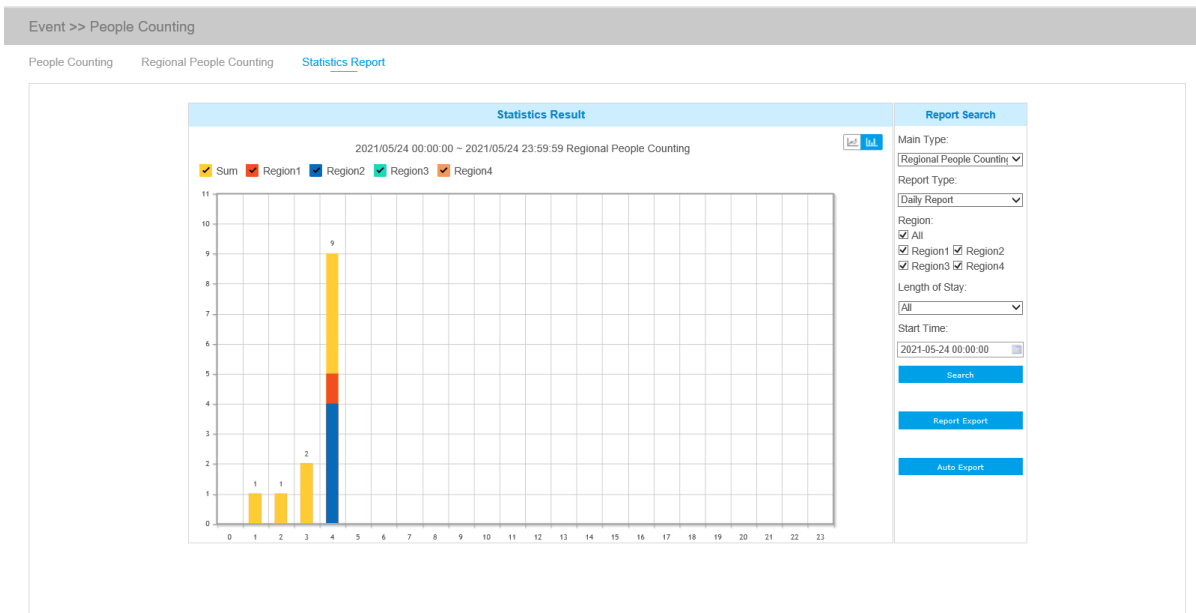 Event >> People Counting
People Counting Regional People Counting Statistics Report
Statistics Result
2021/05/24 00:00:00 ~ 2021/05/24 23:59:59 Regional People Counting
Sum Region1 Region2 Region3 Region4
11
10
9
9
8
7
6
5
4
3
2
2
1 1
1
0
0 1 2 3 4 5 6 7 8 9 10 11 12 13 14 15 16 17 18 19 20 21 22 23
Report Search
Main Type:
Regional People Counting
Report Type:
Daily Report
Region:
All
Region1 Region2
Region3 Region4
Length of Stay:
All
Start Time:
2021-05-24 00:00:00
Search
Report Export
Auto Export